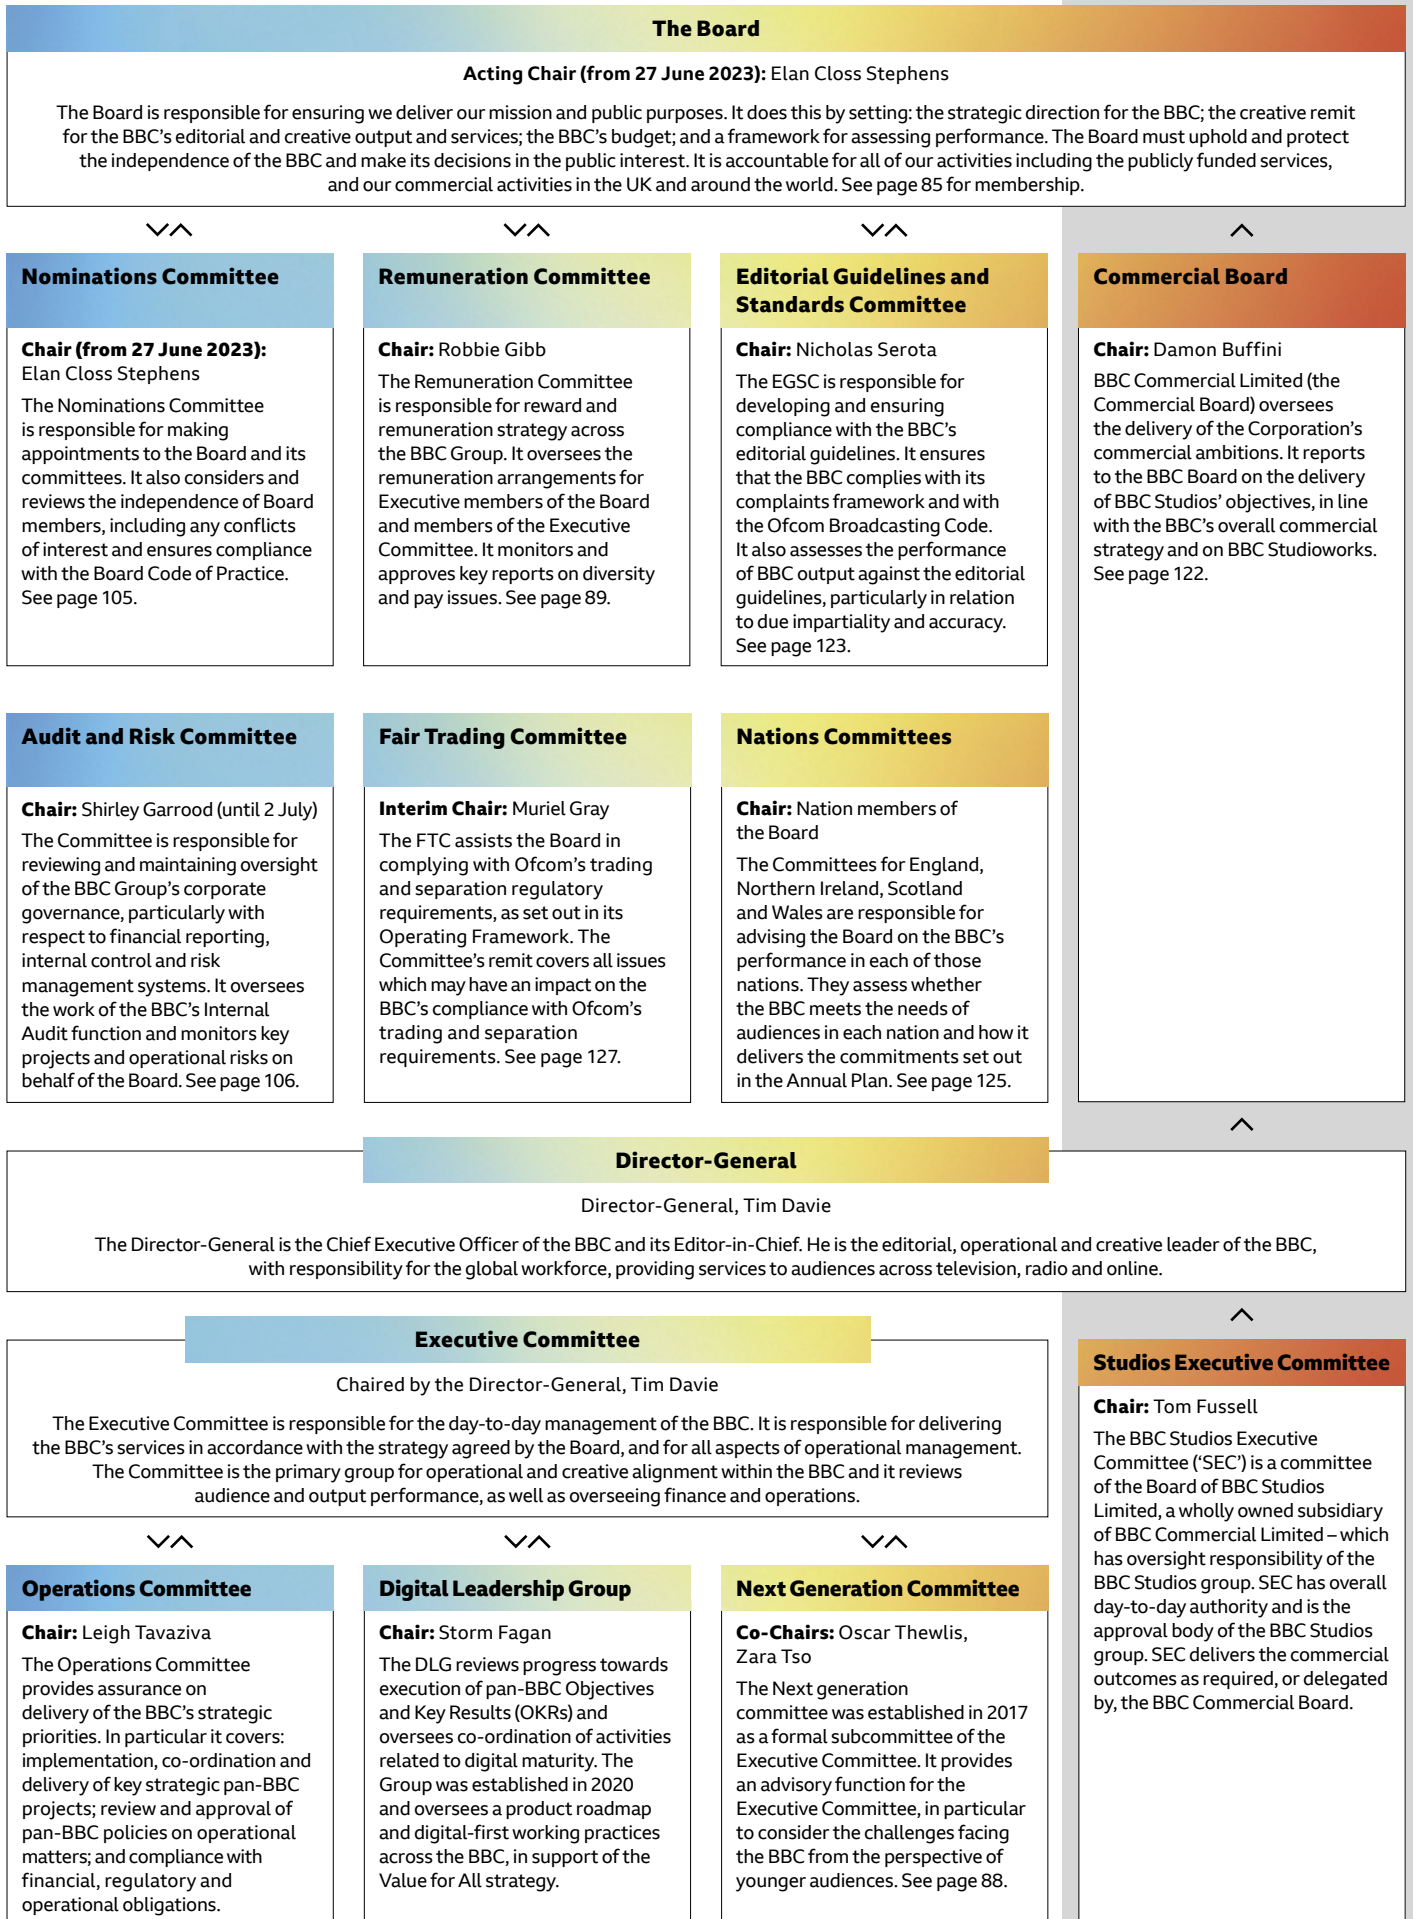 The Board
Acting Chair (from 27 June 2023): Elan Closs Stephens
The Board is responsible for ensuring we deliver our mission and public purposes. It does this by setting: the strategic direction for the BBC; the creative remit
for the BBC's editorial and creative output and services; the BBC's budget; and a framework for assessing performance. The Board must uphold and protect
the independence of the BBC and make its decisions in the public interest. It is accountable for all of our activities including the publicly funded services,
and our commercial activities in the UK and around the world. See page 85 for membership.
Nominations Committee
Chair (from 27 June 2023):
Elan Closs Stephens
The Nominations Committee
is responsible for making
appointments to the Board and its
committees. It also considers and
reviews the independence of Board
members, including any conflicts
of interest and ensures compliance
with the Board Code of Practice.
See page 105.
Remuneration Committee
Chair: Robbie Gibb
The Remuneration Committee
is responsible for reward and
remuneration strategy across
the BBC Group. It oversees the
remuneration arrangements for
Executive members of the Board
and members of the Executive
Committee. It monitors and
approves key reports on diversity
and pay issues. See page 89.
Editorial Guidelines and
Standards Committee
Chair: Nicholas Serota
The EGSC is responsible for
developing and ensuring
compliance with the BBC's
editorial guidelines. It ensures
that the BBC complies with its
complaints framework and with
the Ofcom Broadcasting Code.
It also assesses the performance
of BBC output against the editorial
guidelines, particularly in relation
to due impartiality and accuracy.
See page 123.
Commercial Board
Chair: Damon Buffini
BBC Commercial Limited (the
Commercial Board) oversees
the delivery of the Corporation's
commercial ambitions. It reports
to the BBC Board on the delivery
of BBC Studios' objectives, in line
with the BBC's overall commercial
strategy and on BBC Studioworks.
See page 122.
Audit and Risk Committee
Chair: Shirley Garrood (until 2 July)
The Committee is responsible for
reviewing and maintaining oversight
of the BBC Group's corporate
governance, particularly with
respect to financial reporting,
internal control and risk
management systems. It oversees
the work of the BBC's Internal
Audit function and monitors key
projects and operational risks on
behalf of the Board. See page 106.
Fair Trading Committee
Interim Chair: Muriel Gray
The FTC assists the Board in
complying with Ofcom's trading
and separation regulatory
requirements, as set out in its
Operating Framework. The
Committee's remit covers all issues
which may have an impact on the
BBC's compliance with Ofcom's
trading and separation
requirements. See page 127.
Nations Committees
Chair: Nation members of
the Board
The Committees for England,
Northern Ireland, Scotland
and Wales are responsible for
advising the Board on the BBC's
performance in each of those
nations. They assess whether
the BBC meets the needs of
audiences in each nation and how it
delivers the commitments set out
in the Annual Plan. See page 125.
Director-General
Director-General, Tim Davie
The Director-General is the Chief Executive Officer of the BBC and its Editor-in-Chief. He is the editorial, operational and creative leader of the BBC,
with responsibility for the global workforce, providing services to audiences across television, radio and online.
Executive Committee
Chaired by the Director-General, Tim Davie
The Executive Committee is responsible for the day-to-day management of the BBC. It is responsible for delivering
the BBC's services in accordance with the strategy agreed by the Board, and for all aspects of operational management.
The Committee is the primary group for operational and creative alignment within the BBC and it reviews
audience and output performance, as well as overseeing finance and operations.
Studios Executive Committee
Chair: Tom Fussell
The BBC Studios Executive
Committee ('SEC') is a committee
of the Board of BBC Studios
Limited, a wholly owned subsidiary
of BBC Commercial Limited – which
has oversight responsibility of the
BBC Studios group. SEC has overall
day-to-day authority and is the
approval body of the BBC Studios
group. SEC delivers the commercial
outcomes as required, or delegated
by, the BBC Commercial Board.
Operations Committee
Chair: Leigh Tavaziva
The Operations Committee
provides assurance on
delivery of the BBC's strategic
priorities. In particular it covers:
implementation, co-ordination and
delivery of key strategic pan-BBC
projects; review and approval of
pan-BBC policies on operational
matters; and compliance with
financial, regulatory and
operational obligations.
Digital Leadership Group
Chair: Storm Fagan
The DLG reviews progress towards
execution of pan-BBC Objectives
and Key Results (OKRs) and
oversees co-ordination of activities
related to digital maturity. The
Group was established in 2020
and oversees a product roadmap
and digital-first working practices
across the BBC, in support of the
Value for All strategy.
Next Generation Committee
Co-Chairs: Oscar Thewlis,
Zara Tso
The Next generation
committee was established in 2017
as a formal subcommittee of the
Executive Committee. It provides
an advisory function for the
Executive Committee, in particular
to consider the challenges facing
the BBC from the perspective of
younger audiences. See page 88.